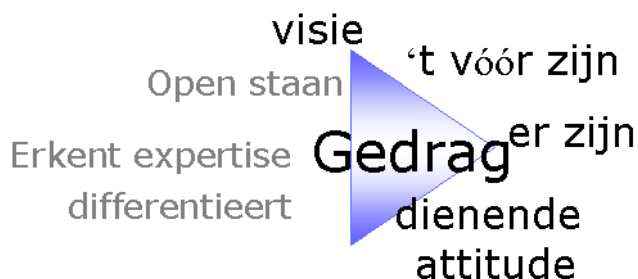 visie
‘t vóór zijn
Open staan
er zijn
Erkent expertise
Gedrag
differentieert
dienende
attitude